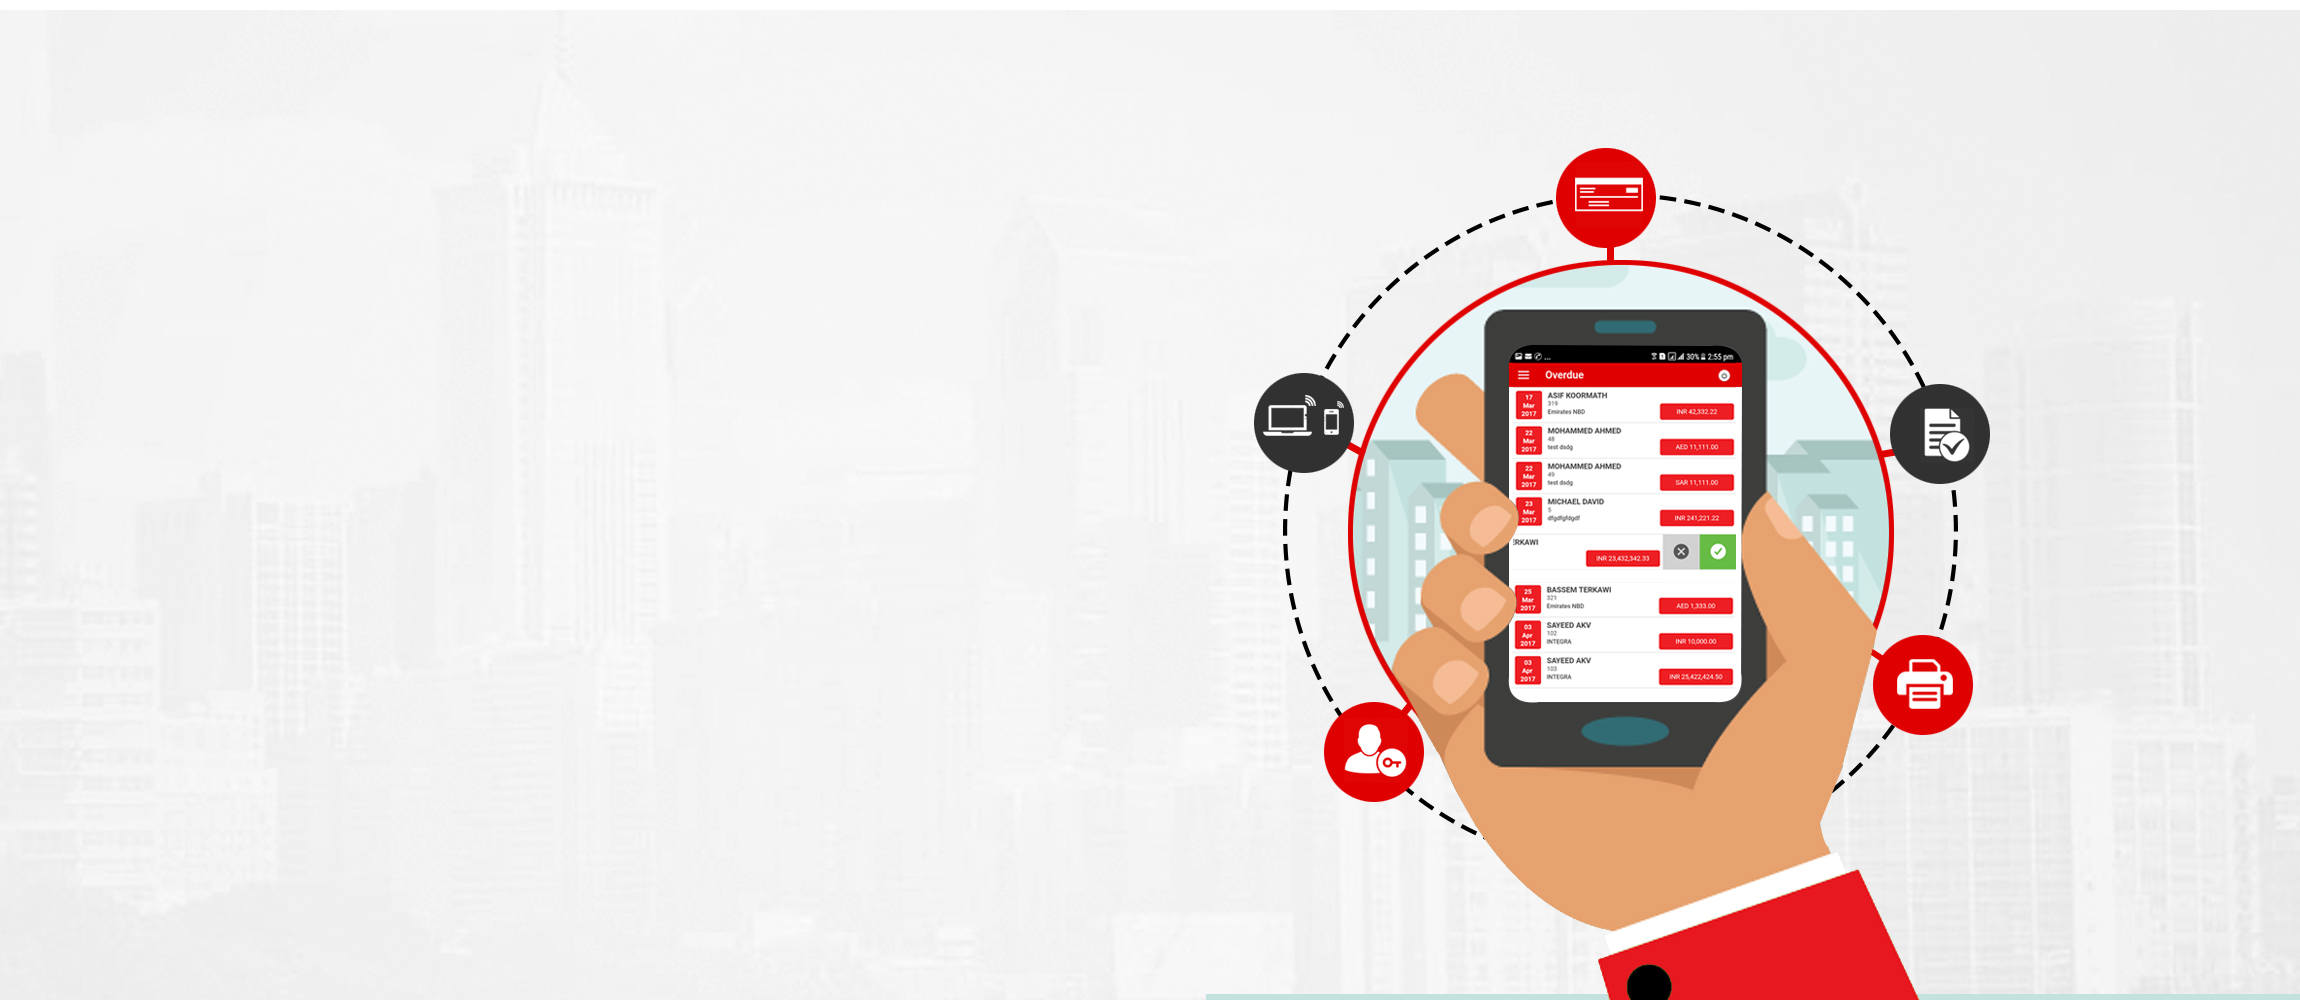 ... 30% 2:55 pm
Overdue
17 Mar 2017
ASIF KOORMATH
319
Emirates NBD
INR 42,332.22
22 Mar 2017
MOHAMMED AHMED
48
test dsdg
AED 11,111.00
22 Mar 2017
MOHAMMED AHMED
49
test dsdg
SAR 11,111.00
23 Mar 2017
MICHAEL DAVID
5
dfgdfgfdgdf
INR 241,221.22
ERKAWI
INR 23,432,342.33
25 Mar 2017
BASSEM TERKAWI
321
Emirates NBD
AED 1,333.00
03 Apr 2017
SAYEED AKV
102
INTEGRA
INR 10,000.00
03 Apr 2017
SAYEED AKV
103
INTEGRA
INR 25,422,424.50